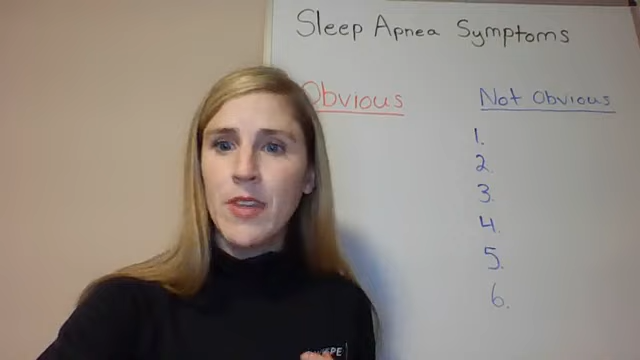 Sleep Apnea Symptoms
Obvious
Not Obvious
1.
2.
3.
4.
5.
6.